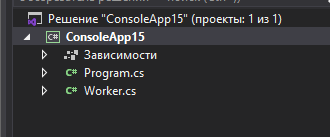 Решение "ConsoleApp15" (проекты: 1 из 1)
C# ConsoleApp15
Зависимости
C# Program.cs
C# Worker.cs